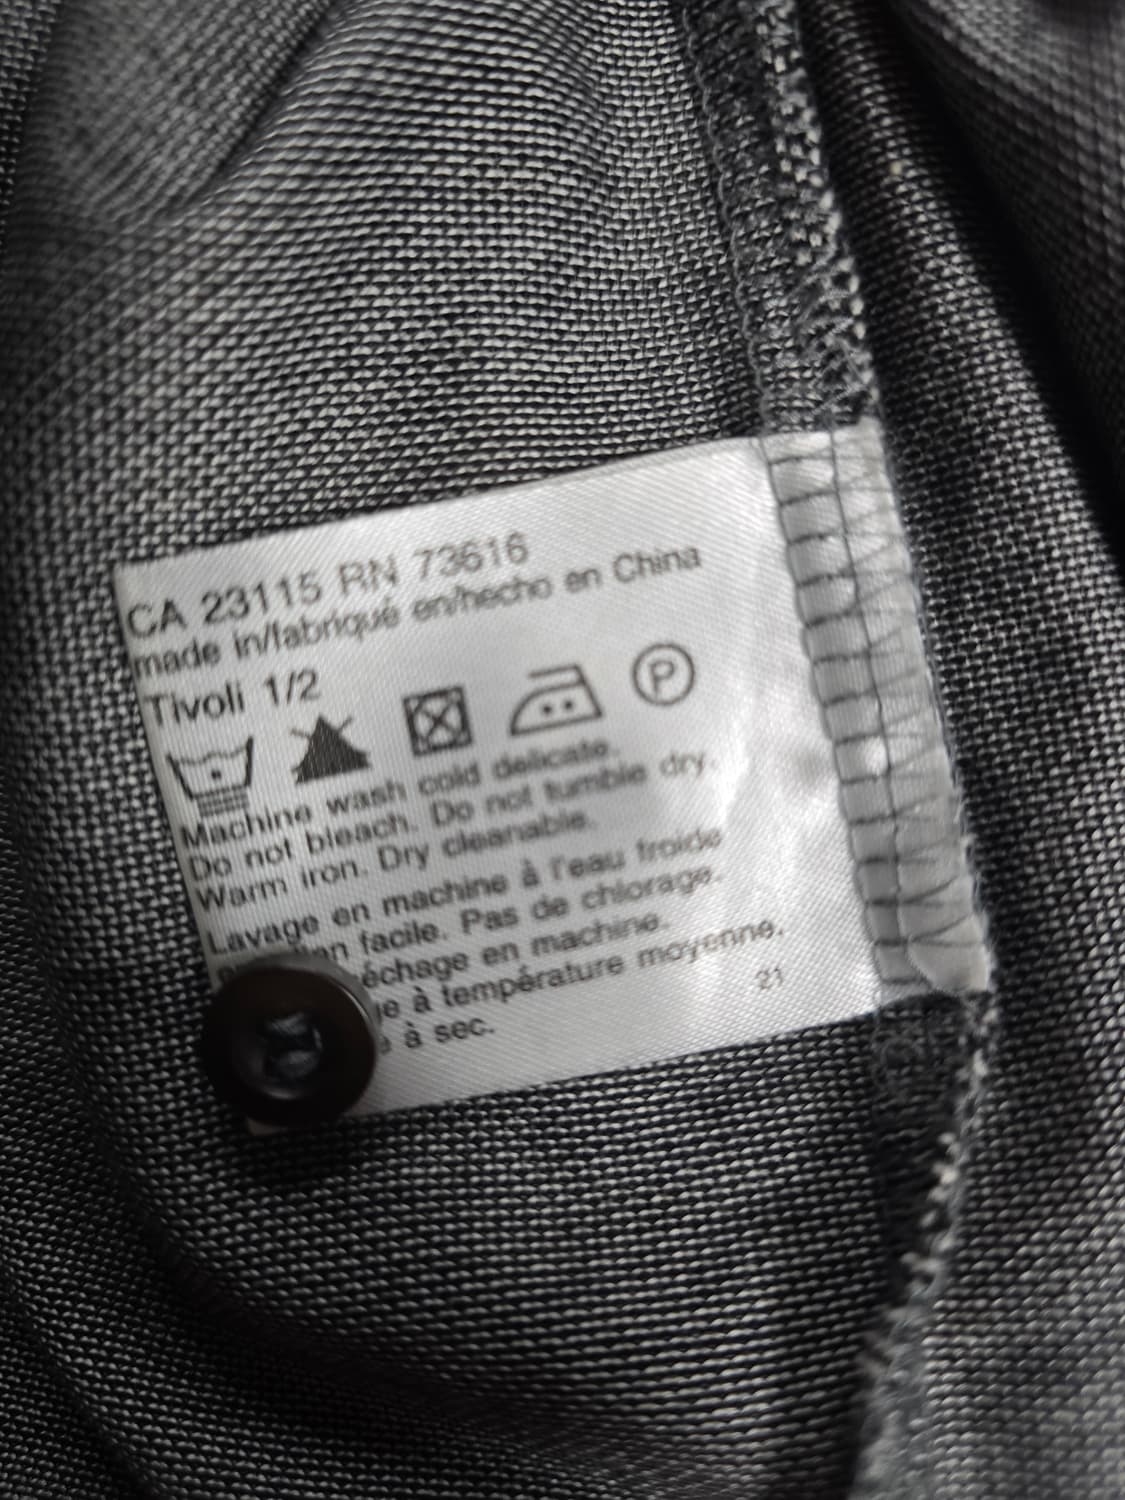 CA 23115 RN 73616
made in/fabriqué en/hecho en China
Tivoli 1/2
P
Machine wash cold delicate.
Do not bleach. Do not tumble dry.
Warm iron. Dry cleanable.
Lavage en machine à l'eau froide
facile. Pas de chlorage.
en machine.
à température moyenne.
à sec.
21